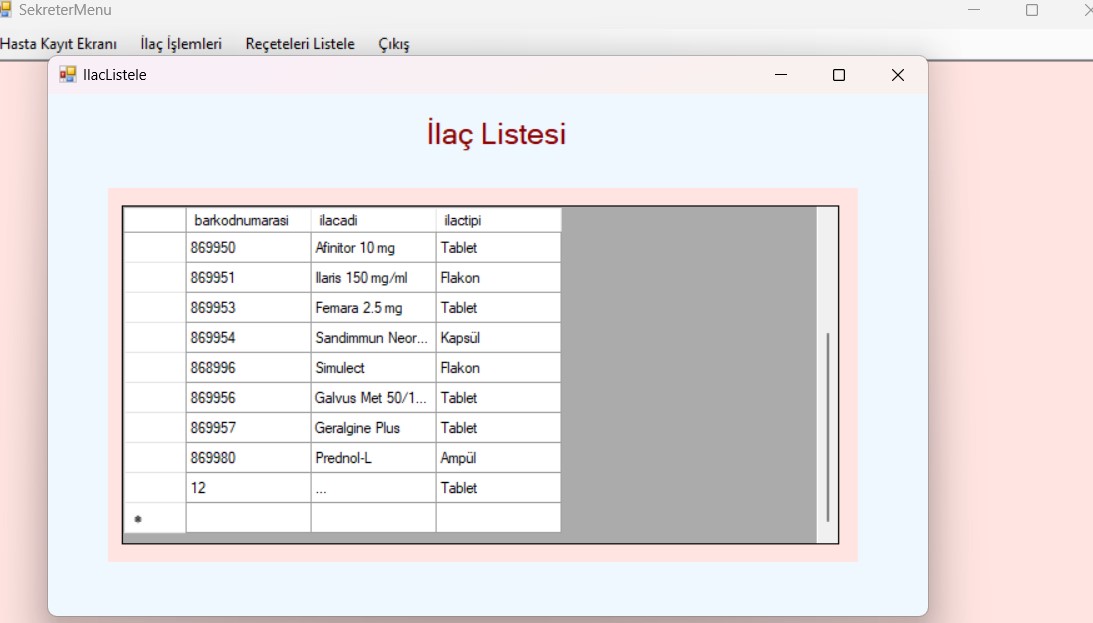 SekreterMenu
Hasta Kayıt Ekranı İlaç İşlemleri Reçeteleri Listele Çıkış
IlacListele
İlaç Listesi
barkodnumarasi ilacadi ilactipi
869950 Afinitor 10 mg Tablet
869951 Ilaris 150 mg/ml Flakon
869953 Femara 2.5 mg Tablet
869954 Sandimmun Neor... Kapsül
868996 Simulect Flakon
869956 Galvus Met 50/1... Tablet
869957 Geralgine Plus Tablet
869980 Prednol-L Ampül
12 ... Tablet